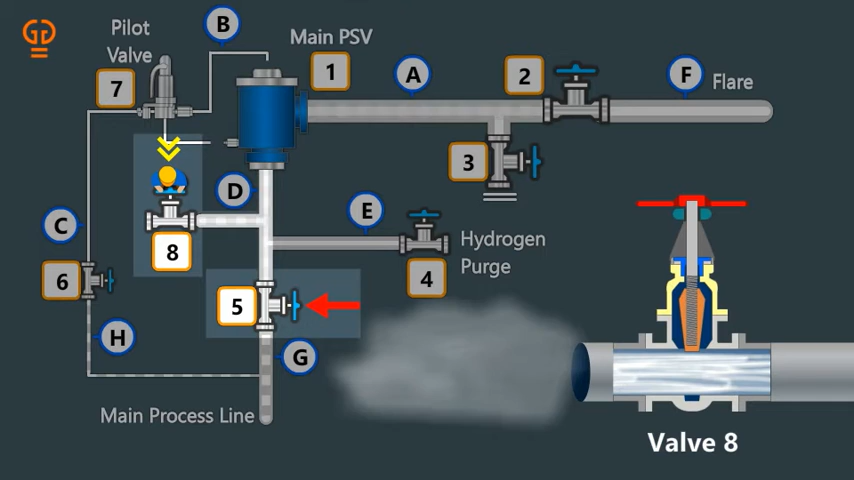 B
Pilot
Valve
Main PSV
7
1
A
2
F
Flare
3
D
E
C
8
Hydrogen
Purge
6
4
5
H
G
Main Process Line
Valve 8